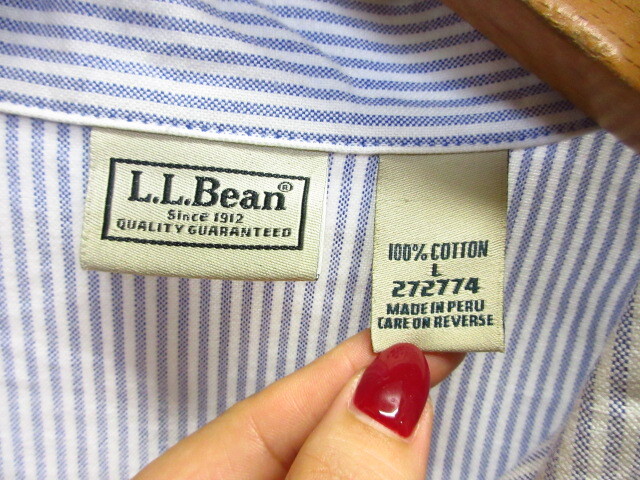 L.L.Bean®
Since 1912
QUALITY GUARANTEED
100% COTTON
L
272774
MADE IN PERU
CARE ON REVERSE